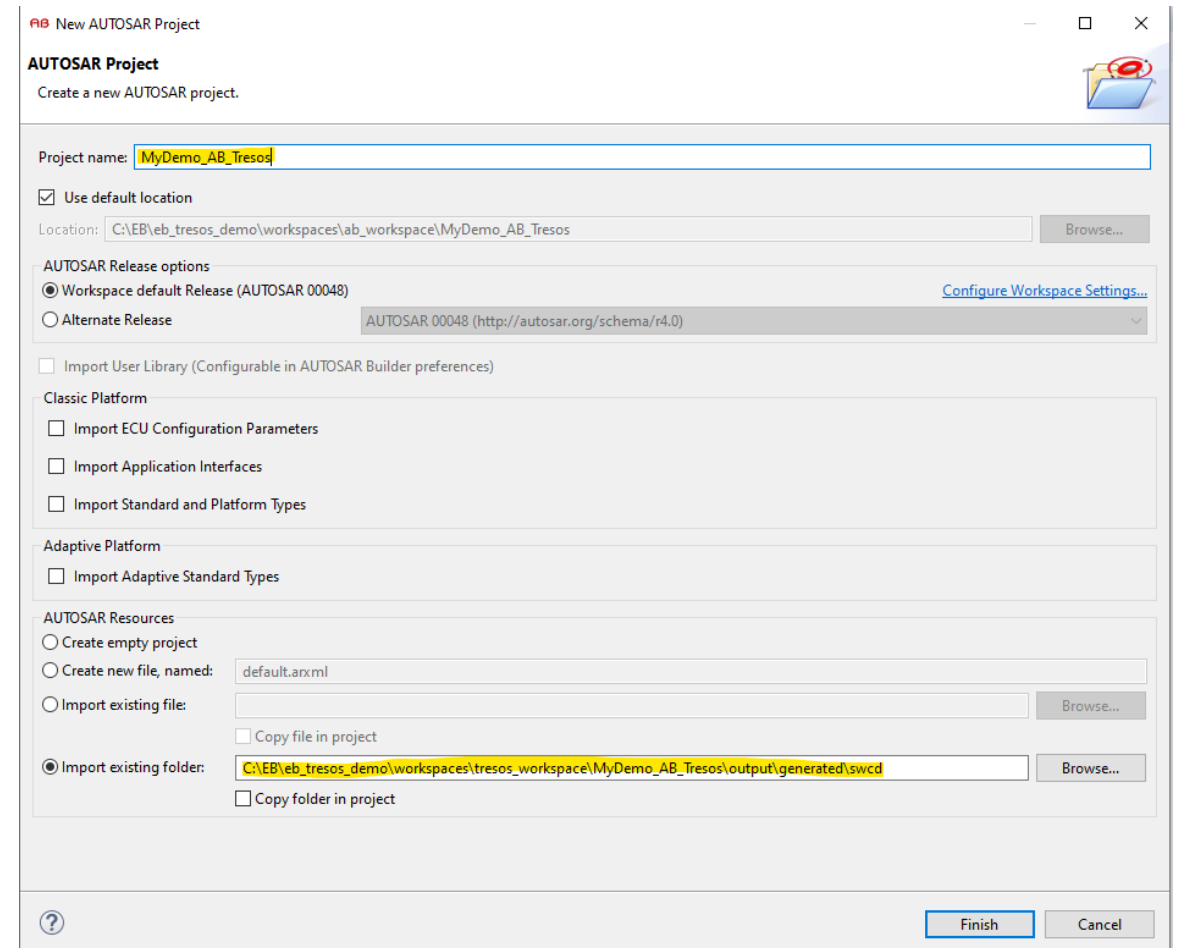 AB New AUTOSAR Project
AUTOSAR Project
Create a new AUTOSAR project.
Project name: MyDemo_AB_Tresos
Use default location
Location: C:\EB\eb_tresos_demo\workspaces\ab_workspace\MyDemo_AB_Tresos Browse...
AUTOSAR Release options
Workspace default Release (AUTOSAR 00048) Configure Workspace Settings...
Alternate Release AUTOSAR 00048 (http://autosar.org/schema/r4.0)
Import User Library (Configurable in AUTOSAR Builder preferences)
Classic Platform
Import ECU Configuration Parameters
Import Application Interfaces
Import Standard and Platform Types
Adaptive Platform
Import Adaptive Standard Types
AUTOSAR Resources
Create empty project
Create new file, named: default.arxml
Import existing file: Browse...
Copy file in project
Import existing folder: C:\EB\eb_tresos_demo\workspaces\tresos_workspace\MyDemo_AB_Tresos\output\generated\swcd Browse...
Copy folder in project
? Finish Cancel